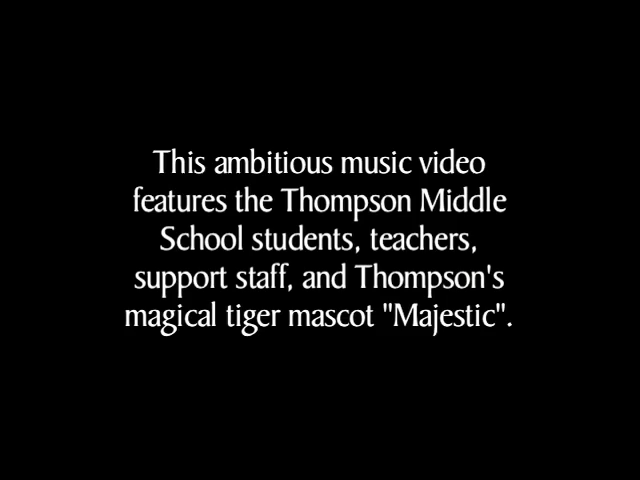 This ambitious music video
features the Thompson Middle
School students, teachers,
support staff, and Thompson's
magical tiger mascot "Majestic".